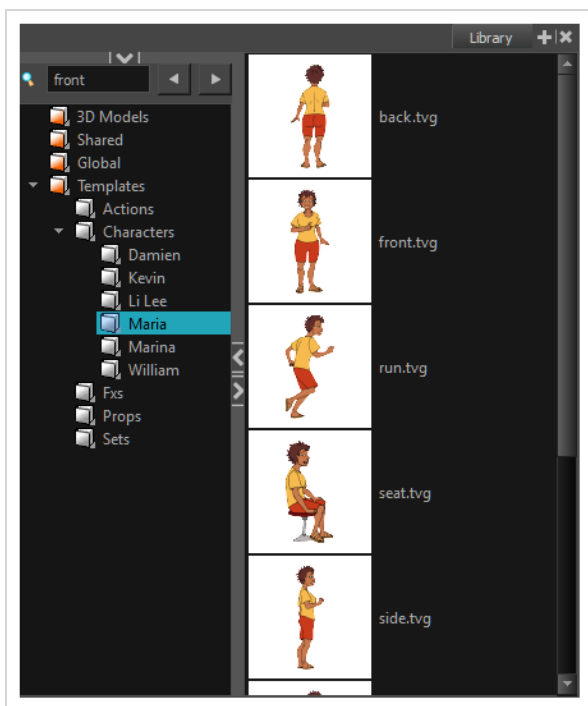 Library
front
3D Models
Shared
Global
Templates
Actions
Characters
Damien
Kevin
Li Lee
Maria
Marina
William
Fxs
Props
Sets
back.tvg
front.tvg
run.tvg
seat.tvg
side.tvg